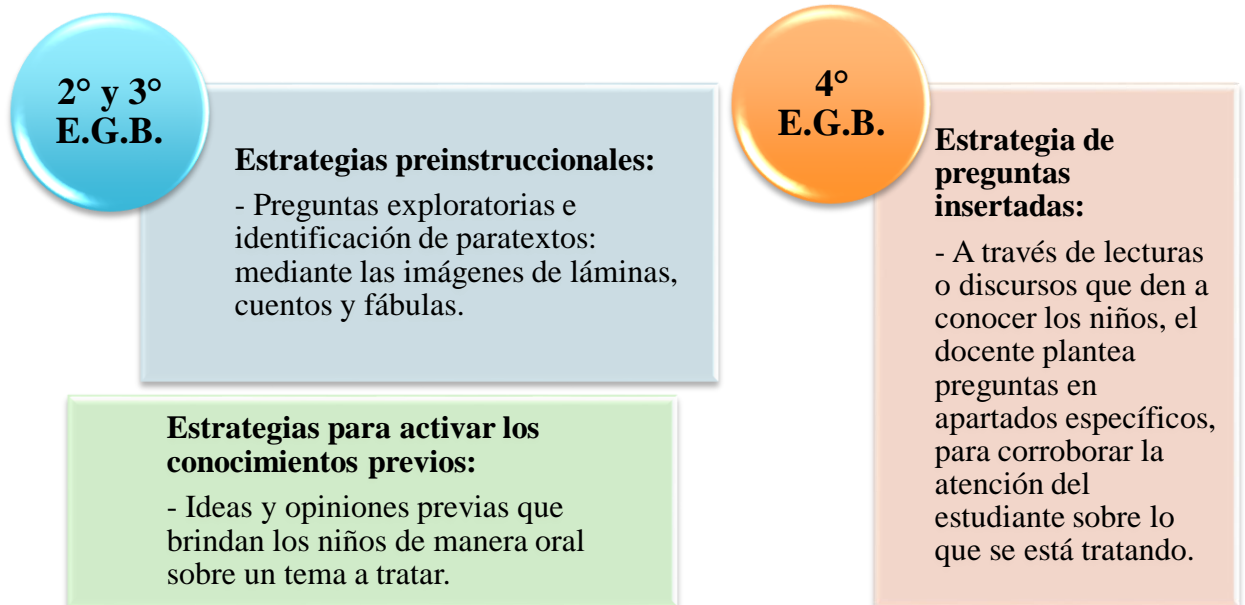 2° y 3°
E.G.B.
Estrategias preinstruccionales:
- Preguntas exploratorias e
identificación de paratextos:
mediante las imágenes de láminas,
cuentos y fábulas.
Estrategias para activar los
conocimientos previos:
- Ideas y opiniones previas que
brindan los niños de manera oral
sobre un tema a tratar.
4°
E.G.B.
Estrategia de
preguntas
insertadas:
- A través de lecturas
o discursos que den a
conocer los niños, el
docente plantea
preguntas en
apartados específicos,
para corroborar la
atención del
estudiante sobre lo
que se está tratando.